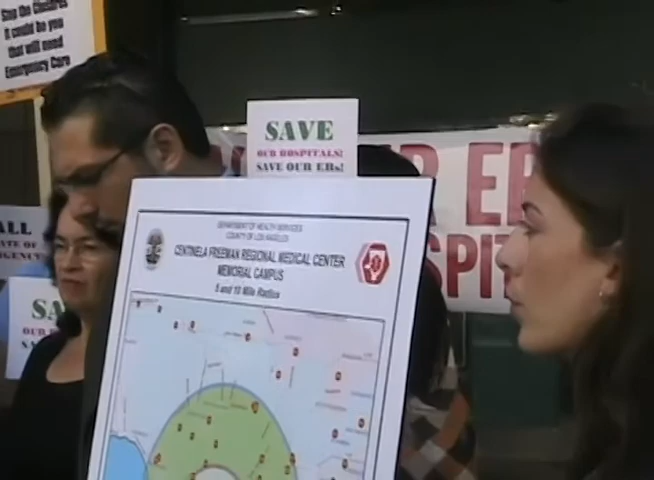 Stop the Closures
It could be you
that will need
Emergency Care
SAVE
OUR HOSPITALS!
SAVE OUR ERs!
R ER
SPIT
ALL
ATE OF
SA
OUR
SAV
DEPARTMENT OF HEALTH SERVICES
COUNTY OF LOS ANGELES
CENTINELA FREEMAN REGIONAL MEDICAL CENTER
MEMORIAL CAMPUS
5 and 10 Mile Radius